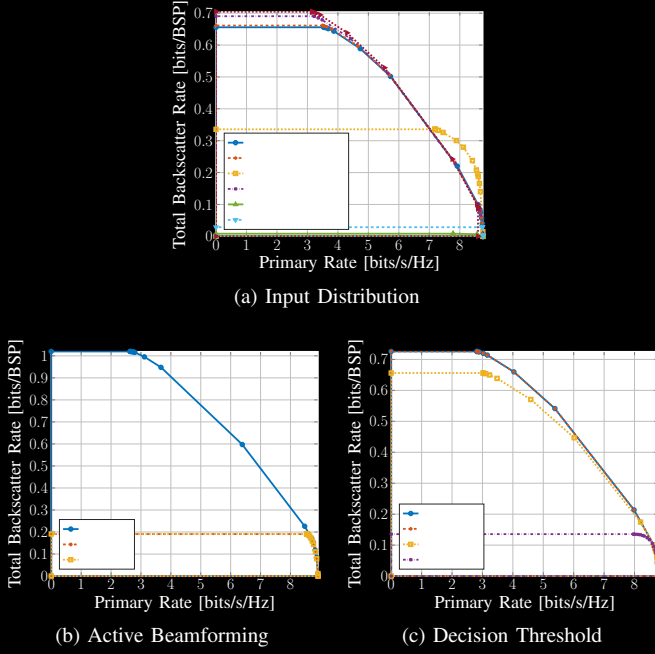 0.7
0.6
0.5
0.4
0.3
0.2
0.1
0
0 1 2 3 4 5 6 7 8
Total Backscatter Rate [bits/BSP]
Primary Rate [bits/s/Hz]
(a) Input Distribution
1
0.9
0.8
0.7
0.6
0.5
0.4
0.3
0.2
0.1
0
0 1 2 3 4 5 6 7 8
Total Backscatter Rate [bits/BSP]
Primary Rate [bits/s/Hz]
(b) Active Beamforming
0.7
0.6
0.5
0.4
0.3
0.2
0.1
0
0 1 2 3 4 5 6 7 8
Total Backscatter Rate [bits/BSP]
Primary Rate [bits/s/Hz]
(c) Decision Threshold